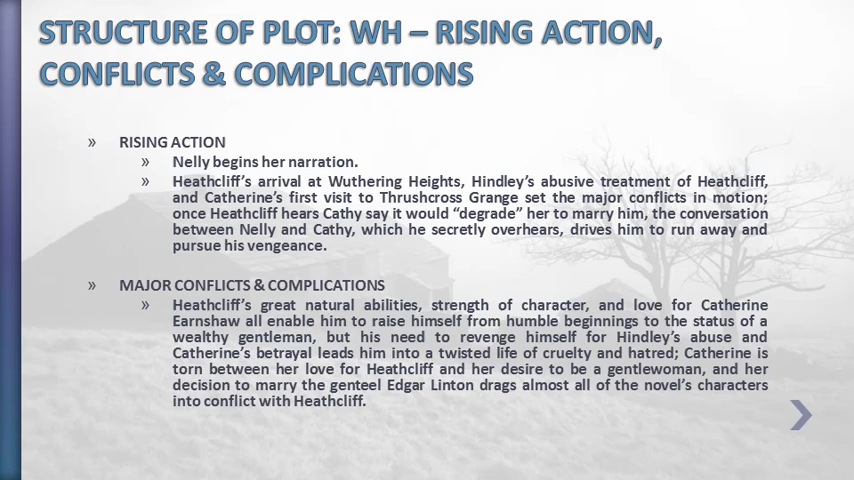 STRUCTURE OF PLOT: WH – RISING ACTION,
CONFLICTS & COMPLICATIONS
» RISING ACTION
» Nelly begins her narration.
» Heathcliff’s arrival at Wuthering Heights, Hindley’s abusive treatment of Heathcliff,
and Catherine’s first visit to Thrushcross Grange set the major conflicts in motion;
once Heathcliff hears Cathy say it would “degrade” her to marry him, the conversation
between Nelly and Cathy, which he secretly overhears, drives him to run away and
pursue his vengeance.
» MAJOR CONFLICTS & COMPLICATIONS
» Heathcliff’s great natural abilities, strength of character, and love for Catherine
Earnshaw all enable him to raise himself from humble beginnings to the status of a
wealthy gentleman, but his need to revenge himself for Hindley’s abuse and
Catherine’s betrayal leads him into a twisted life of cruelty and hatred; Catherine is
torn between her love for Heathcliff and her desire to be a gentlewoman, and her
decision to marry the genteel Edgar Linton drags almost all of the novel’s characters
into conflict with Heathcliff.